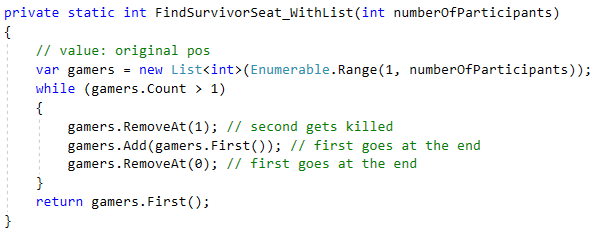 private static int FindSurvivorSeat_WithList(int numberOfParticipants)
{
    // value: original pos
    var gamers = new List<int>(Enumerable.Range(1, numberOfParticipants));
    while (gamers.Count > 1)
    {
        gamers.RemoveAt(1); // second gets killed
        gamers.Add(gamers.First()); // first goes at the end
        gamers.RemoveAt(0); // first goes at the end
    }
    return gamers.First();
}